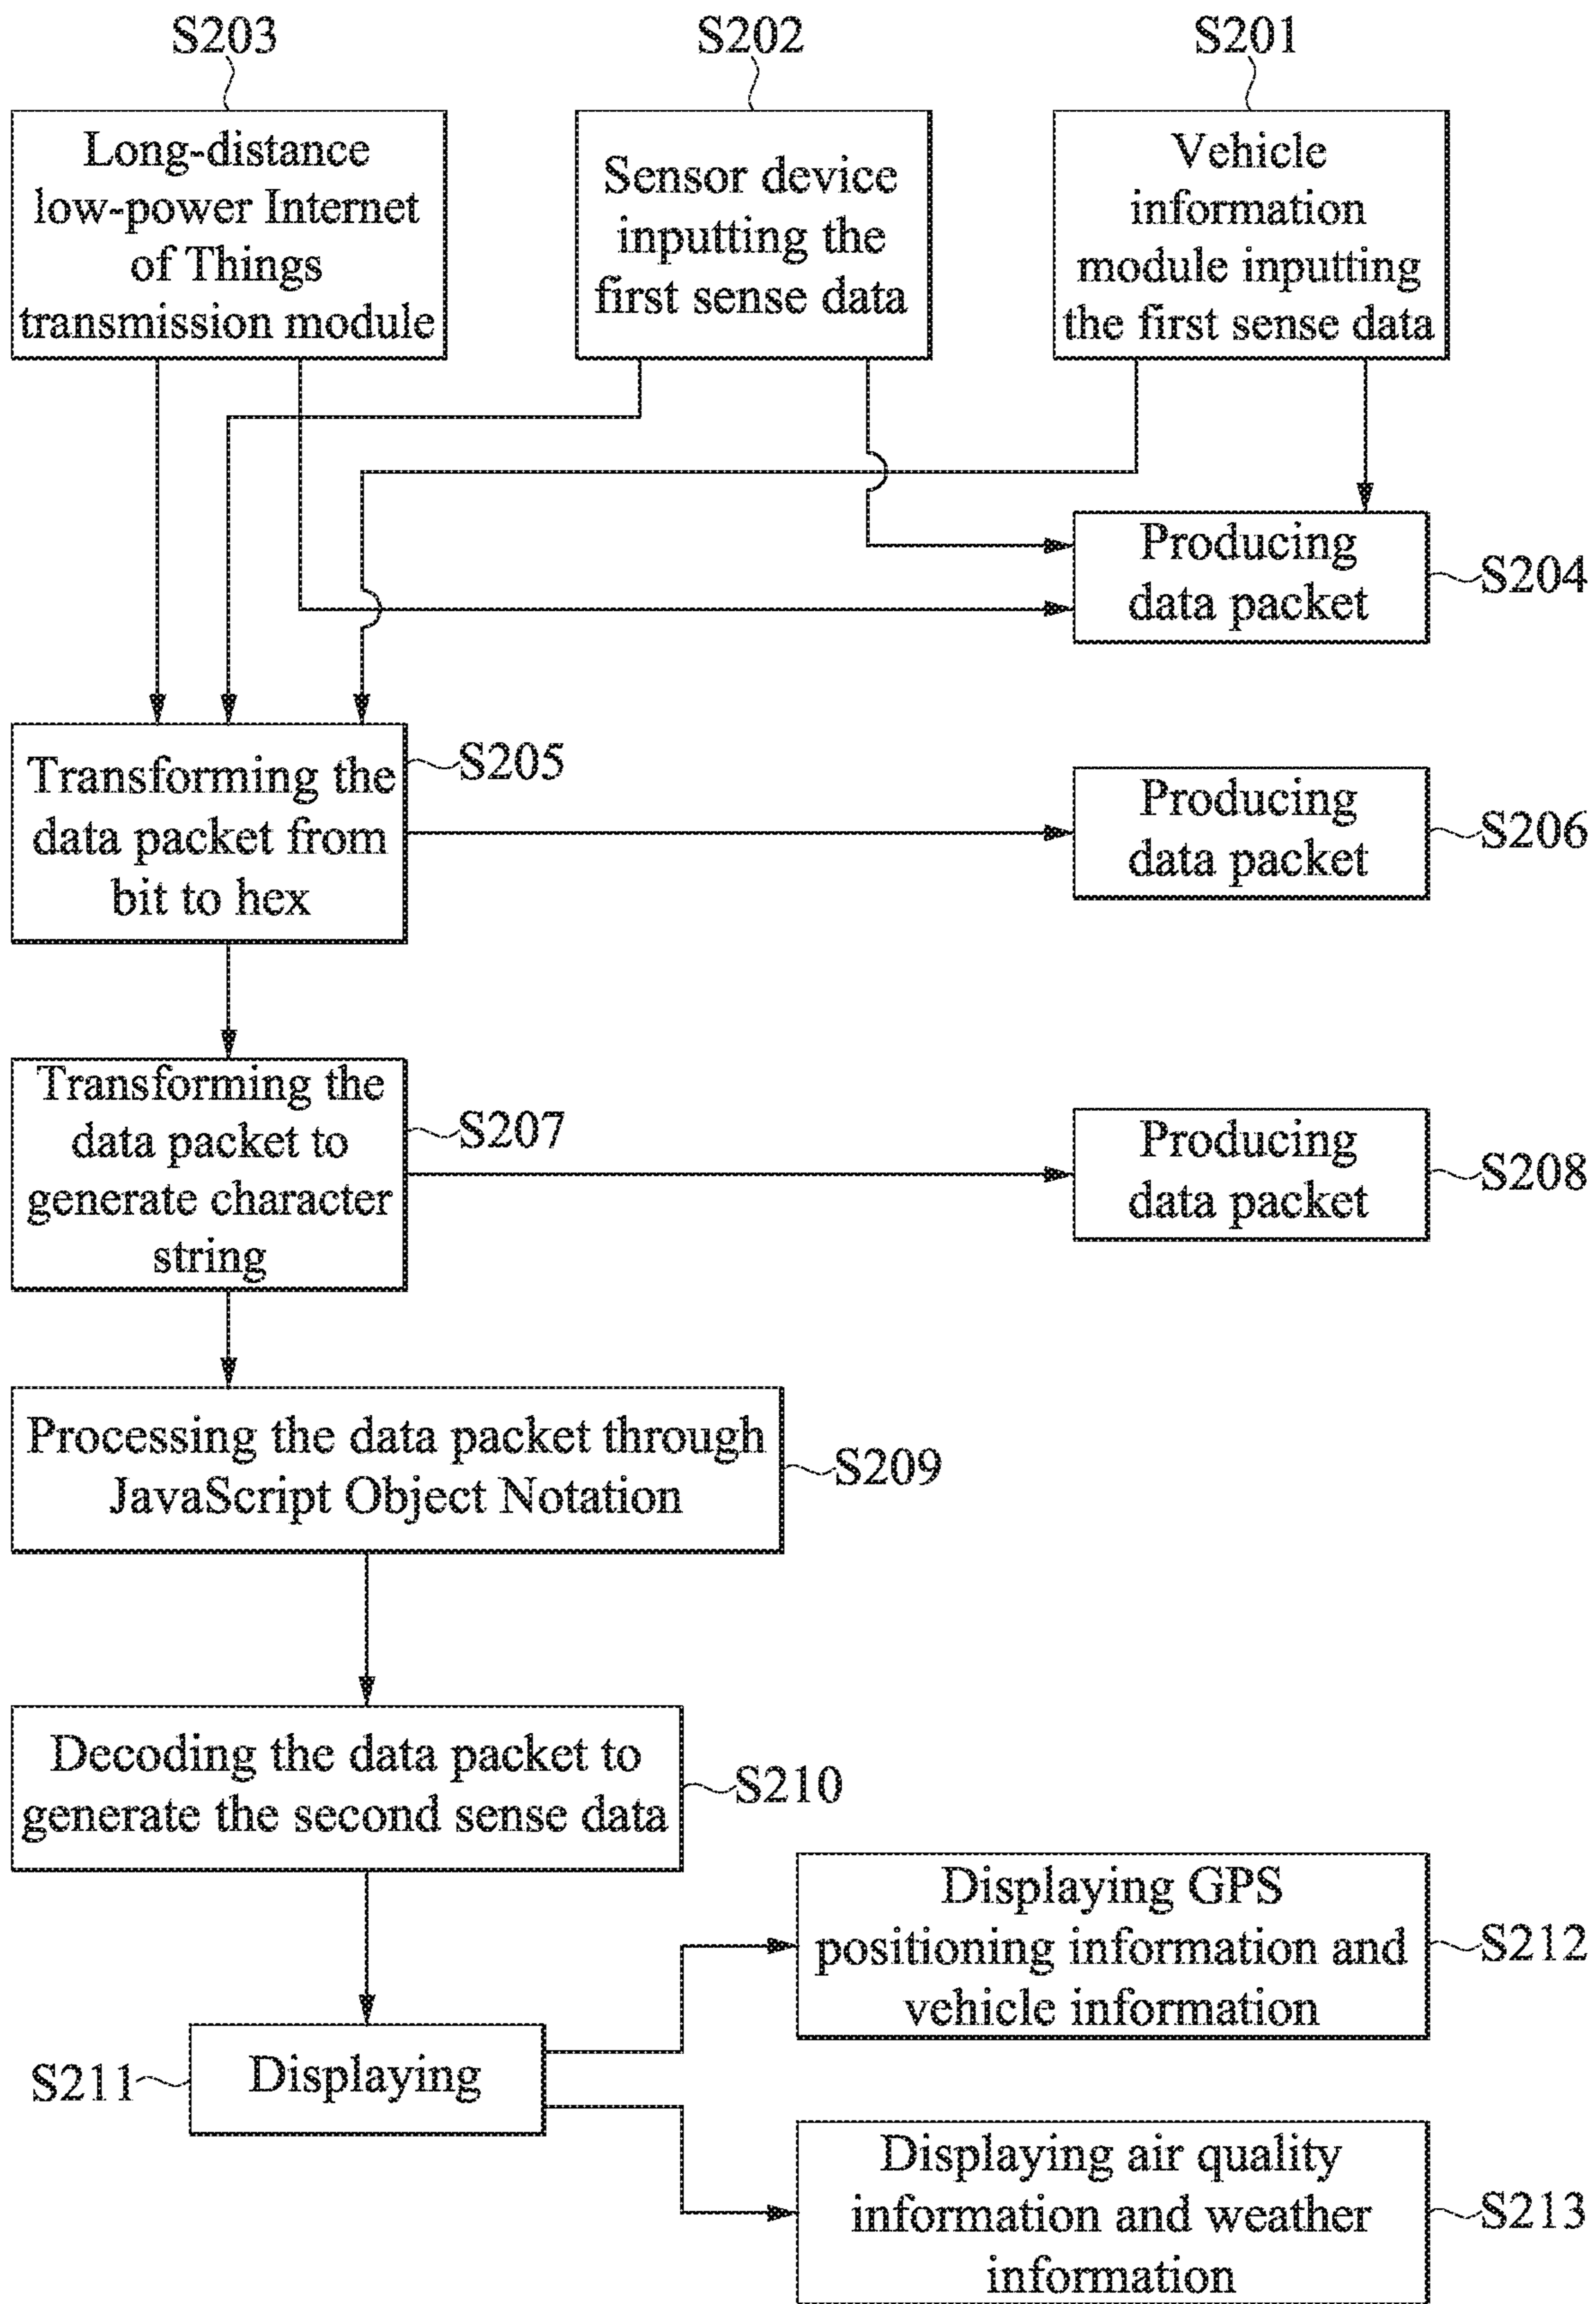 S203
S202
S201
Long-distance
low-power Internet
of Things
transmission module
Sensor device
inputting the
first sense data
Vehicle
information
module inputting
the first sense data
Producing
data packet
S204
Transforming the
data packet from
bit to hex
S205
Producing
data packet
S206
Transforming the
data packet to
generate character
string
S207
Producing
data packet
S208
Processing the data packet through
JavaScript Object Notation
S209
Decoding the data packet to
generate the second sense data
S210
Displaying GPS
positioning information and
vehicle information
S212
S211
Displaying
Displaying air quality
information and weather
information
S213